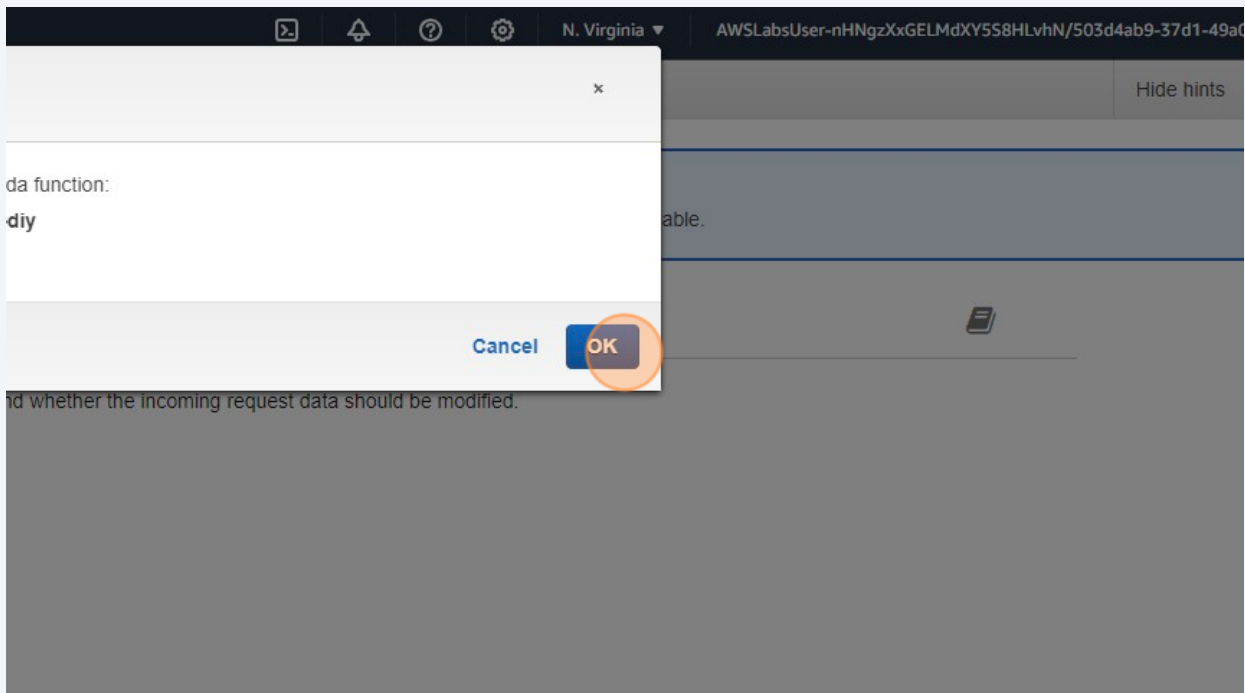 N. Virginia ▼ AWSLabsUser-nHNgzXxGELMdXY5S8HLvhN/503d4ab9-37d1-49a0
×
Hide hints
da function:
diy
able.
Cancel OK
nd whether the incoming request data should be modified.